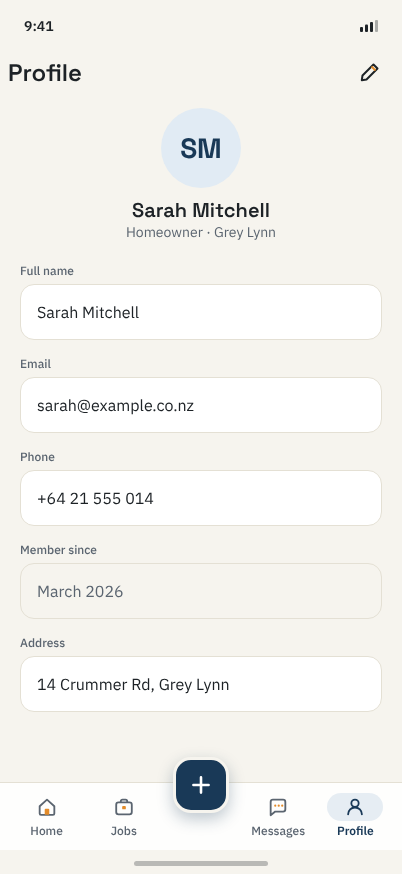 9:41
Profile
SM
Sarah Mitchell
Homeowner · Grey Lynn
Full name
Sarah Mitchell
Email
sarah@example.co.nz
Phone
+64 21 555 014
Member since
March 2026
Address
14 Crummer Rd, Grey Lynn
Home
Jobs
Messages
Profile